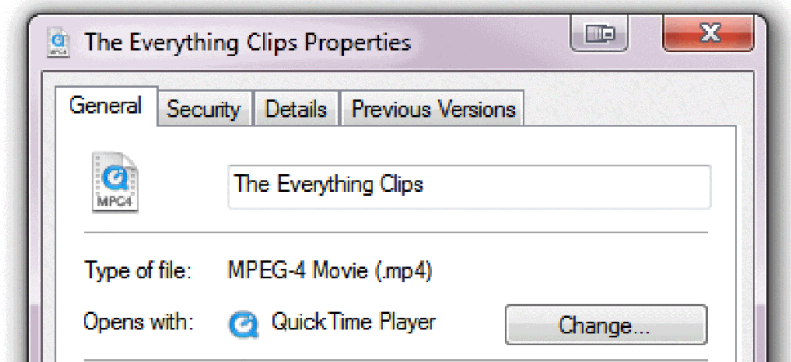 The Everything Clips Properties
General Security Details Previous Versions
MPG4
The Everything Clips
Type of file: MPEG-4 Movie (.mp4)
Opens with: QuickTime Player Change...